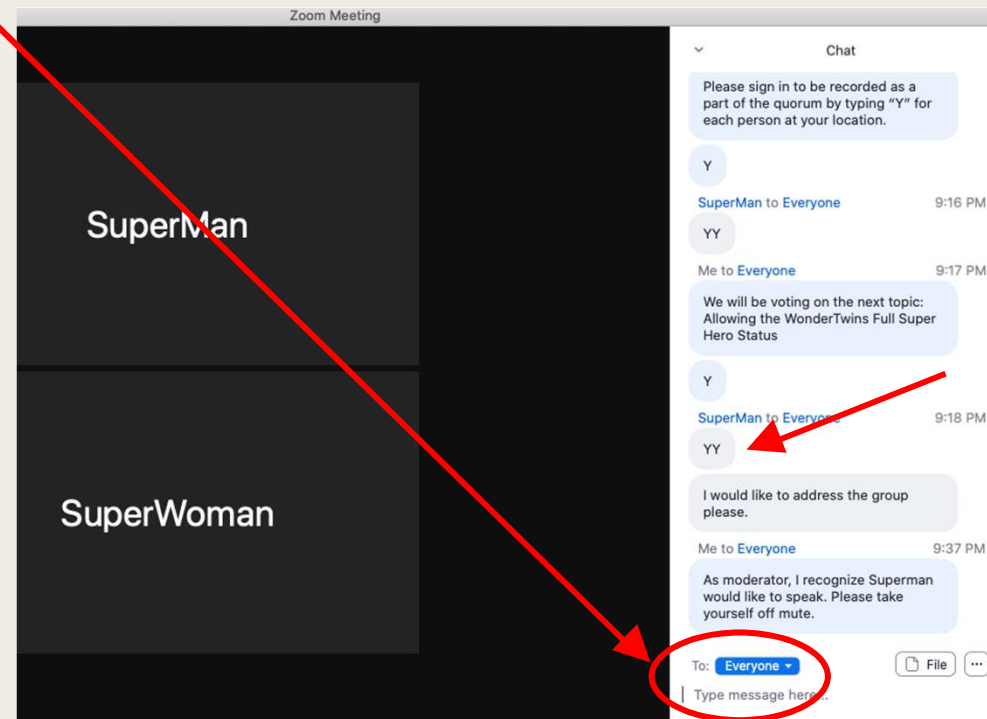 Zoom Meeting
SuperMan
SuperWoman
Chat
Please sign in to be recorded as a
part of the quorum by typing “Y” for
each person at your location.
Y
SuperMan to Everyone 9:16 PM
YY
Me to Everyone 9:17 PM
We will be voting on the next topic:
Allowing the WonderTwins Full Super
Hero Status
Y
SuperMan to Everyone 9:18 PM
YY
I would like to address the group
please.
Me to Everyone 9:37 PM
As moderator, I recognize Superman
would like to speak. Please take
yourself off mute.
To: Everyone File ...
Type message here...